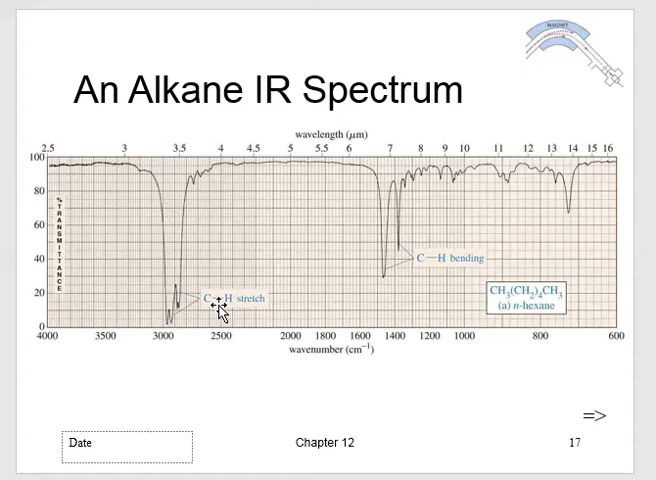 MAGNET
An Alkane IR Spectrum
wavelength (μm)
2.5 3 3.5 4 4.5 5 5.5 6 7 8 9 10 11 12 13 14 15 16
100
80
60
40
20
0
%TRANSMITTANCE
C—H bending
C—H stretch
CH₃(CH₂)₄CH₃
(a) n-hexane
4000 3500 3000 2500 2000 1800 1600 1400 1200 1000 800 600
wavenumber (cm⁻¹)
=>
Date
Chapter 12
17